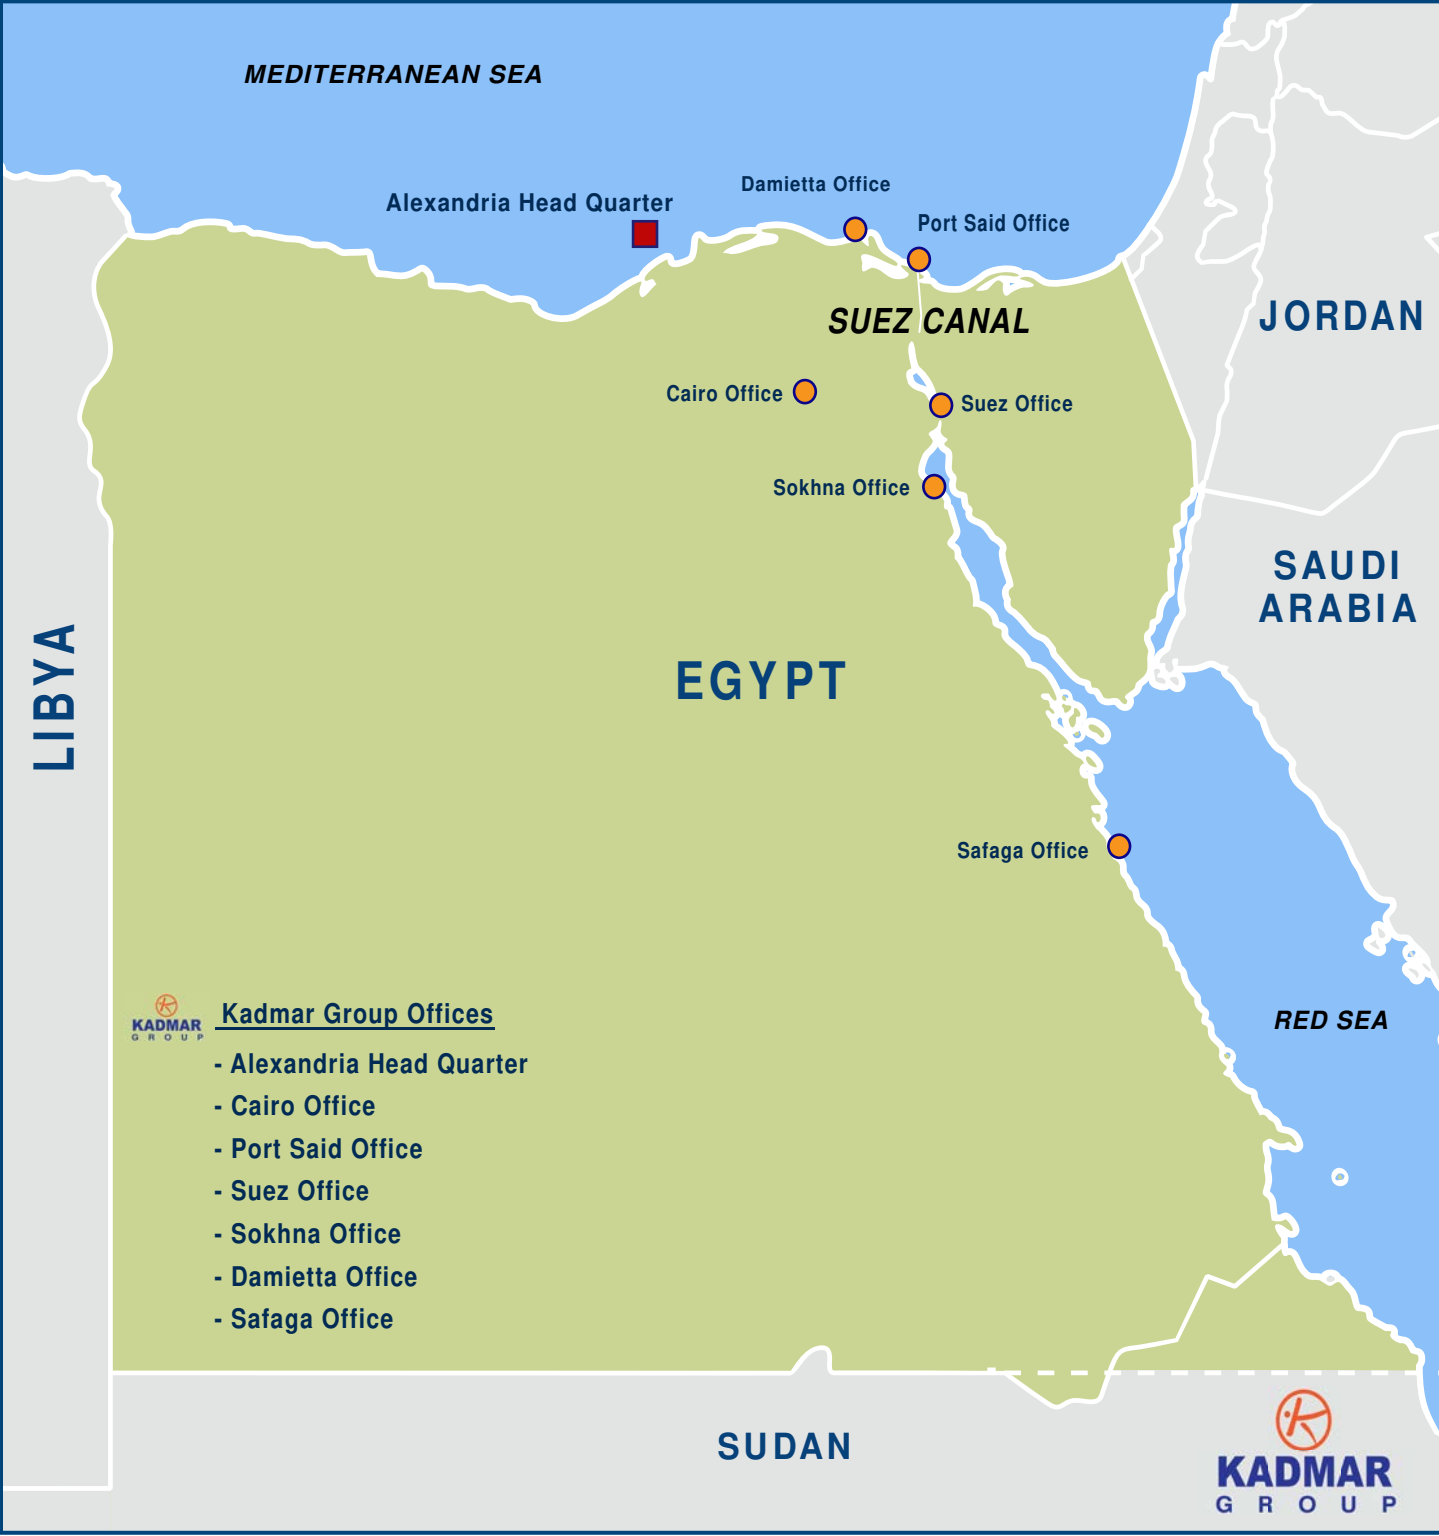 MEDITERRANEAN SEA
Damietta Office
Alexandria Head Quarter
Port Said Office
SUEZ CANAL
JORDAN
Cairo Office
Suez Office
Sokhna Office
SAUDI
ARABIA
LIBYA
EGYPT
Safaga Office
KADMAR
GROUP
Kadmar Group Offices
- Alexandria Head Quarter
- Cairo Office
- Port Said Office
- Suez Office
- Sokhna Office
- Damietta Office
- Safaga Office
RED SEA
SUDAN
KADMAR
GROUP